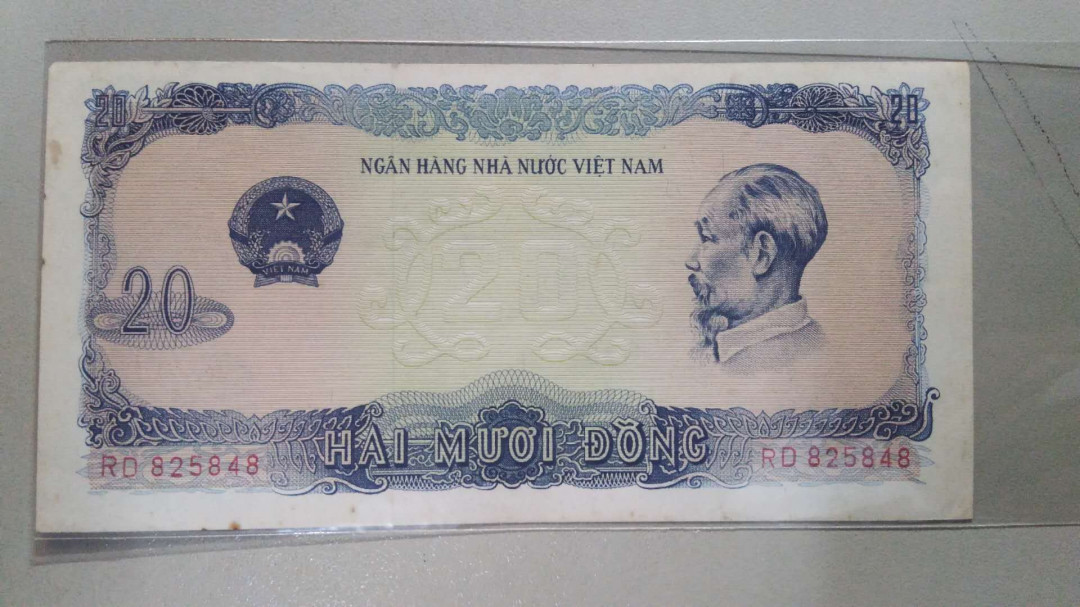 20 20
NGÂN HÀNG NHÀ NƯỚC VIỆT NAM
VIỆT NAM
20
20
HAI MƯƠI ĐỒNG
RD 825848 RD 825848